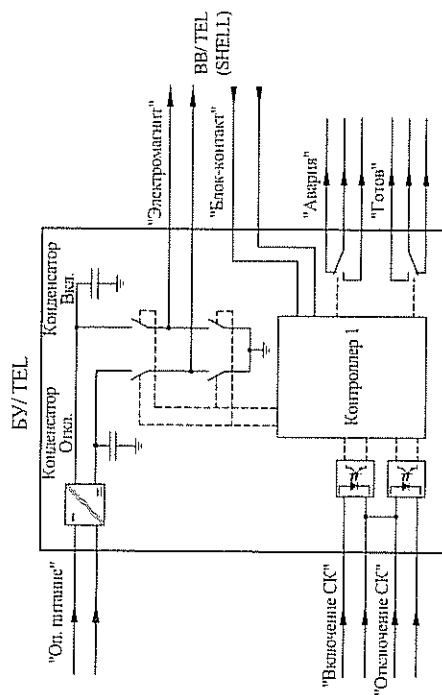 БУ/TEL
"Оп. питание"
Конденсатор
Откл.
Конденсатор
Вкл.
"Электромагнит"
ВВ/TEL
(SHELL)
"Блок-контакт"
Контроллер 1
"Включение СК"
"Отключение СК"
"Авария"
"Готов"